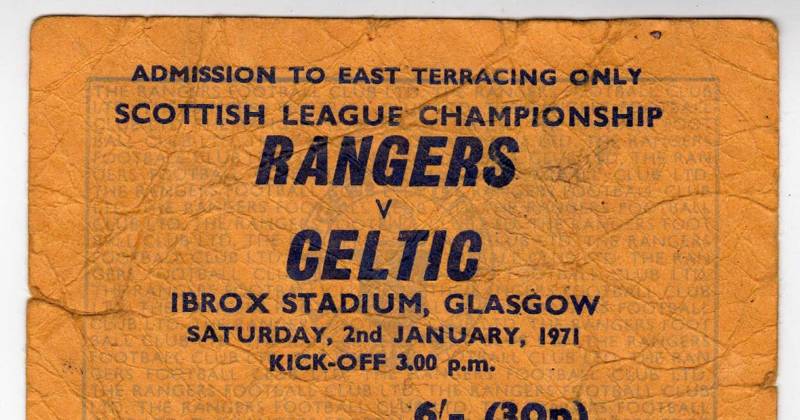 ADMISSION TO EAST TERRACING ONLY
SCOTTISH LEAGUE CHAMPIONSHIP
RANGERS
V
CELTIC
IBROX STADIUM, GLASGOW
SATURDAY, 2nd JANUARY, 1971
KICK-OFF 3.00 p.m.
6/- (30p)